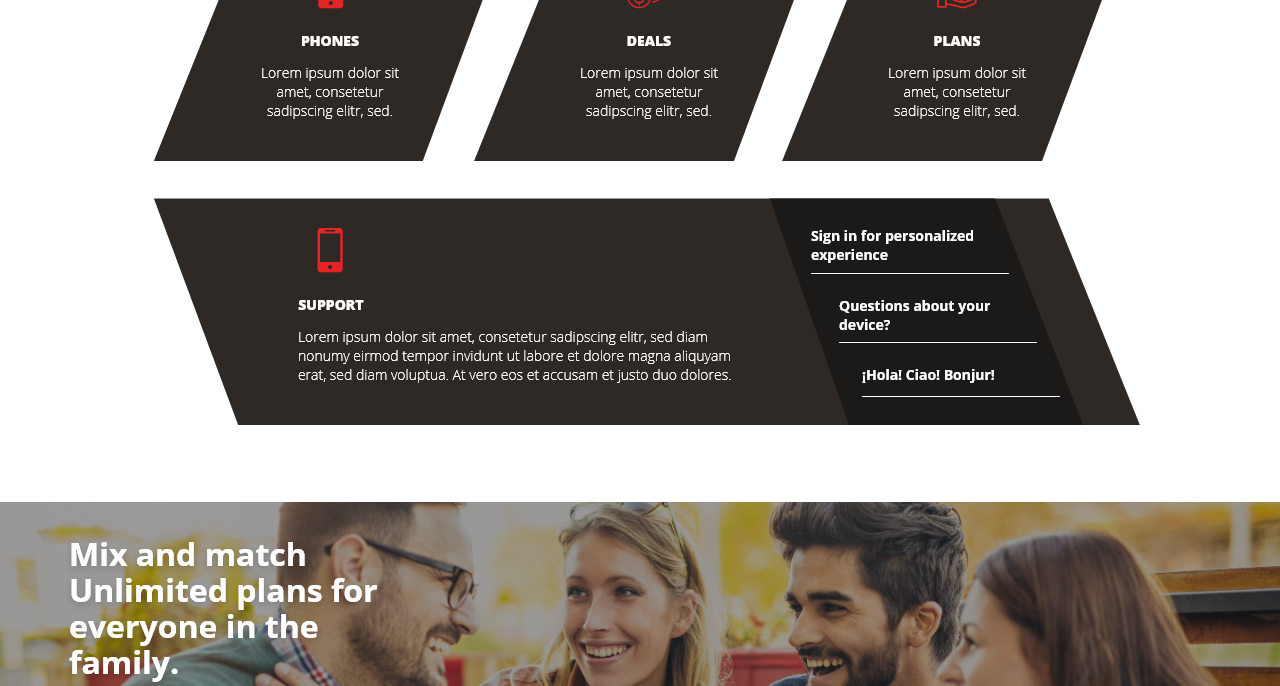 PHONES
Lorem ipsum dolor sit
amet, consetetur
sadipscing elitr, sed.
DEALS
Lorem ipsum dolor sit
amet, consetetur
sadipscing elitr, sed.
PLANS
Lorem ipsum dolor sit
amet, consetetur
sadipscing elitr, sed.
SUPPORT
Lorem ipsum dolor sit amet, consetetur sadipscing elitr, sed diam
nonumy eirmod tempor invidunt ut labore et dolore magna aliquyam
erat, sed diam voluptua. At vero eos et accusam et justo duo dolores.
Sign in for personalized
experience
Questions about your
device?
¡Hola! Ciao! Bonjur!
Mix and match
Unlimited plans for
everyone in the
family.